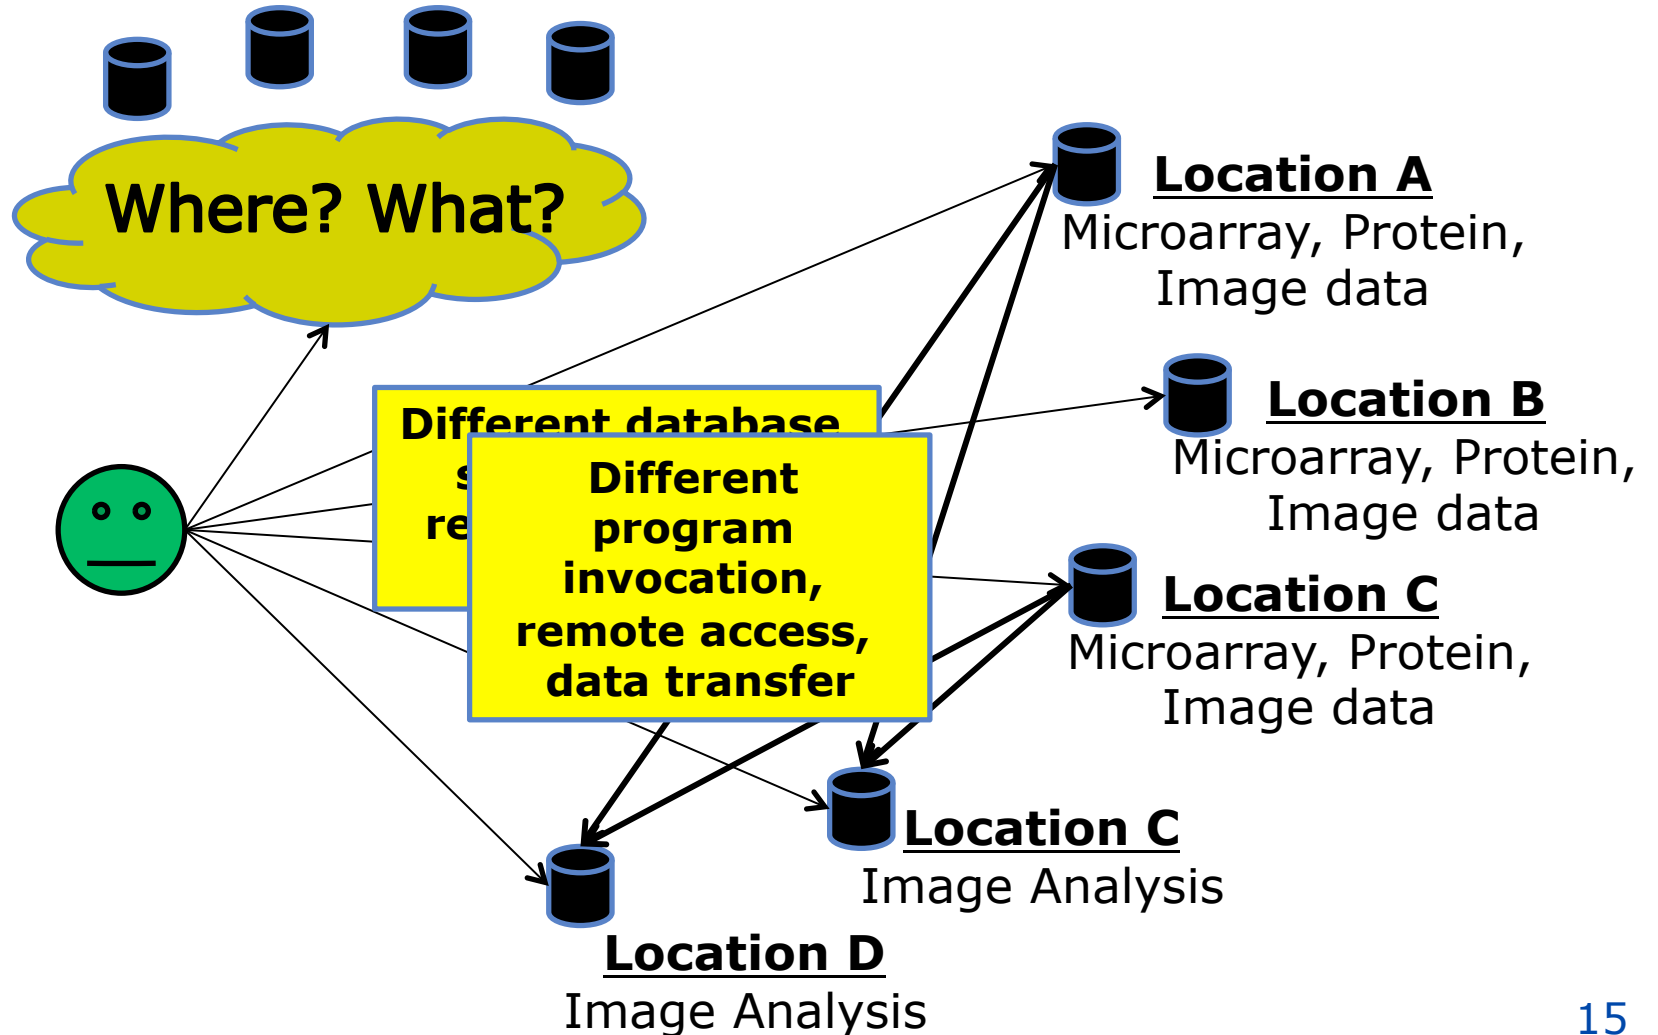 Where? What?
Location A
Microarray, Protein,
Image data
Location B
Microarray, Protein,
Image data
Different database
Different
program
invocation,
remote access,
data transfer
Location C
Microarray, Protein,
Image data
Location C
Image Analysis
Location D
Image Analysis
15